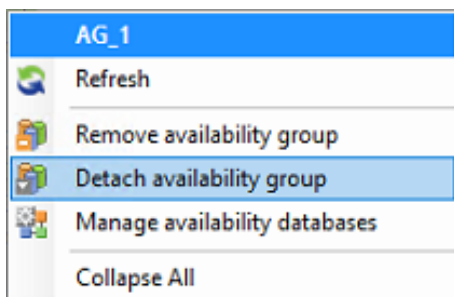 AG_1
Refresh
Remove availability group
Detach availability group
Manage availability databases
Collapse All